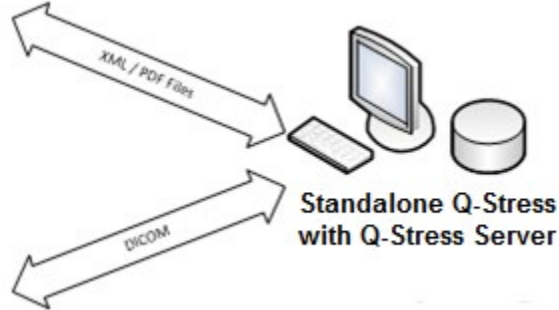 XML / PDF Files
Standalone Q-Stress
with Q-Stress Server
DICOM